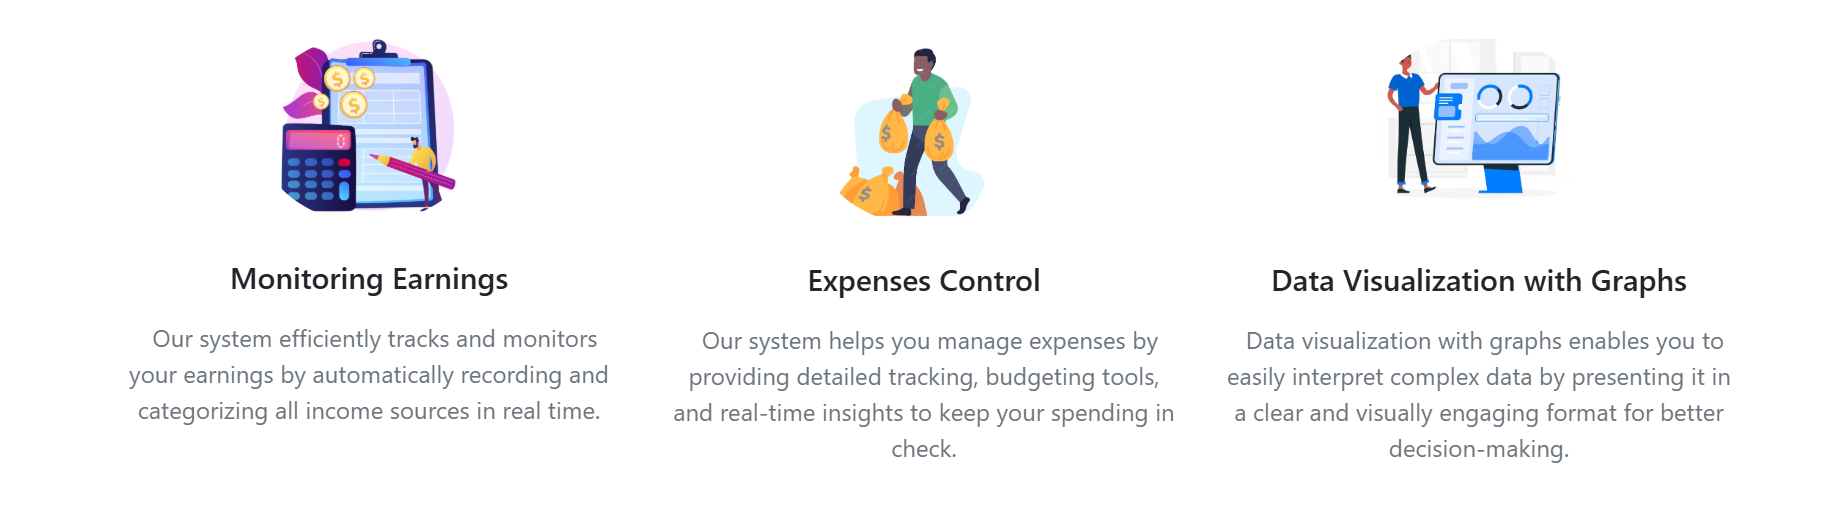 Monitoring Earnings
Our system efficiently tracks and monitors
your earnings by automatically recording and
categorizing all income sources in real time.
Expenses Control
Our system helps you manage expenses by
providing detailed tracking, budgeting tools,
and real-time insights to keep your spending in
check.
Data Visualization with Graphs
Data visualization with graphs enables you to
easily interpret complex data by presenting it in
a clear and visually engaging format for better
decision-making.